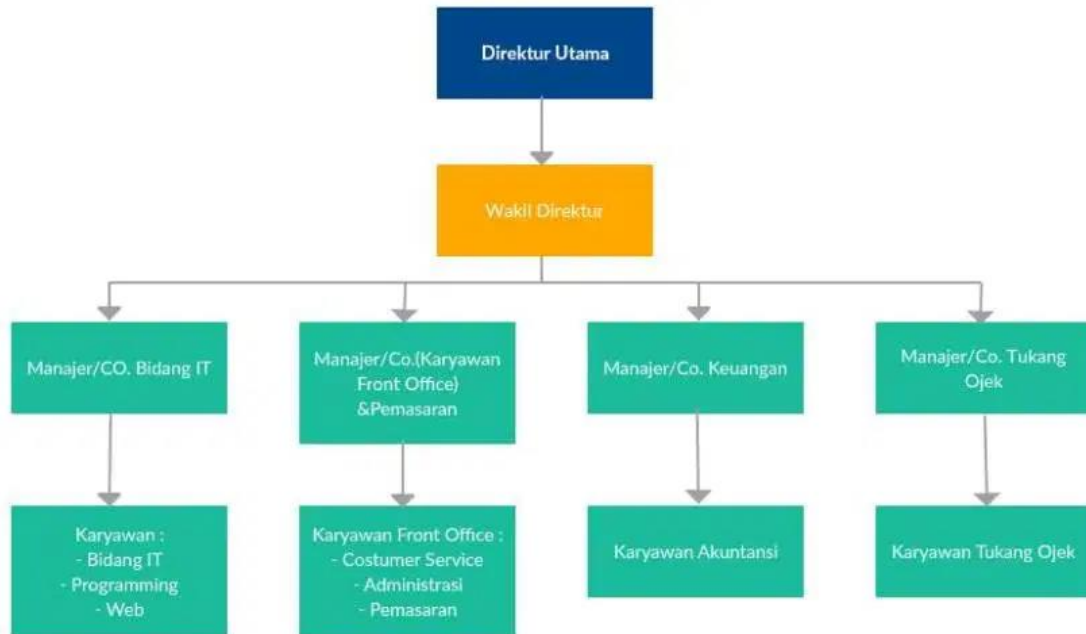 Direktur Utama
Wakil Direktur
Manajer/CO. Bidang IT
Manajer/Co.(Karyawan
Front Office)
&Pemasaran
Manajer/Co. Keuangan
Manajer/Co. Tukang
Ojek
Karyawan :
- Bidang IT
- Programming
- Web
Karyawan Front Office :
- Costumer Service
- Administrasi
- Pemasaran
Karyawan Akuntansi
Karyawan Tukang Ojek